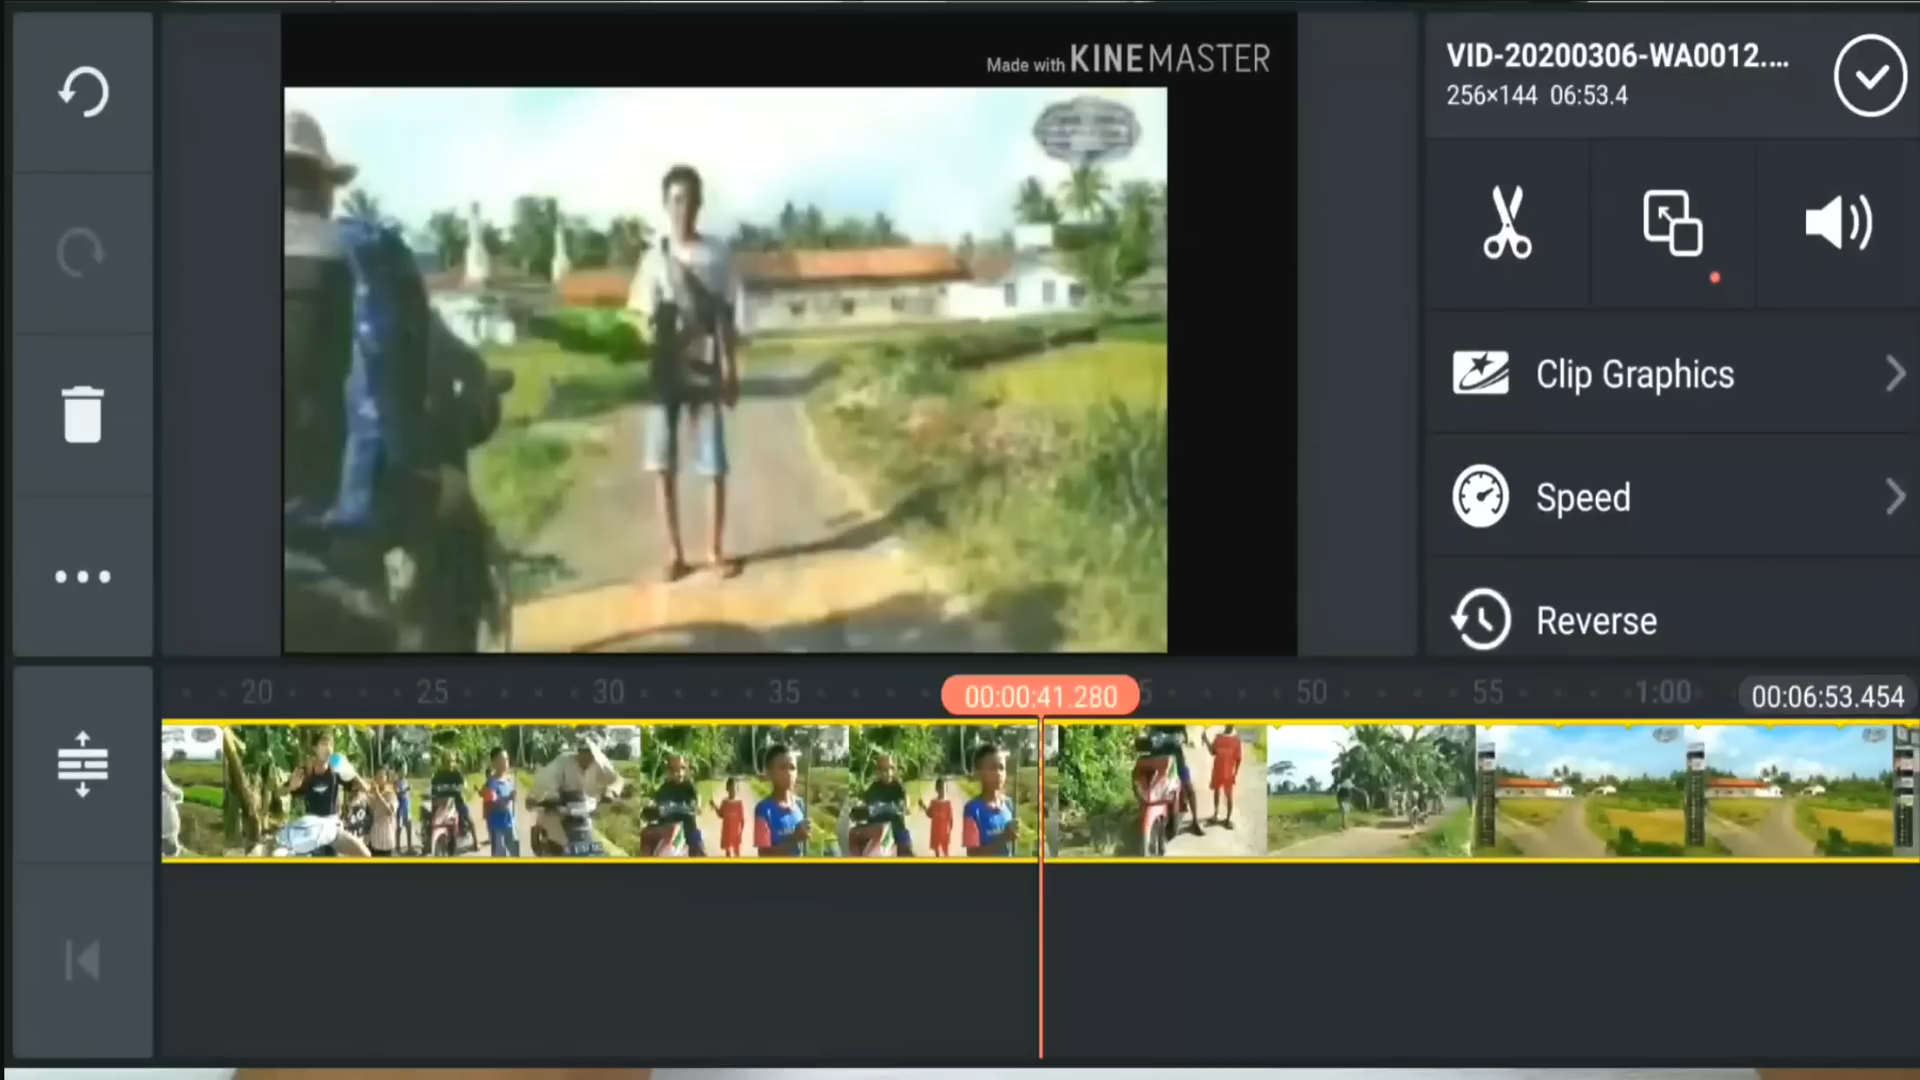 Made with KINEMASTER
VID-20200306-WA0012....
256×144 06:53.4
Clip Graphics
Speed
Reverse
20 25 30 35 00:00:41.280 5 50 55 1:00 00:06:53.454